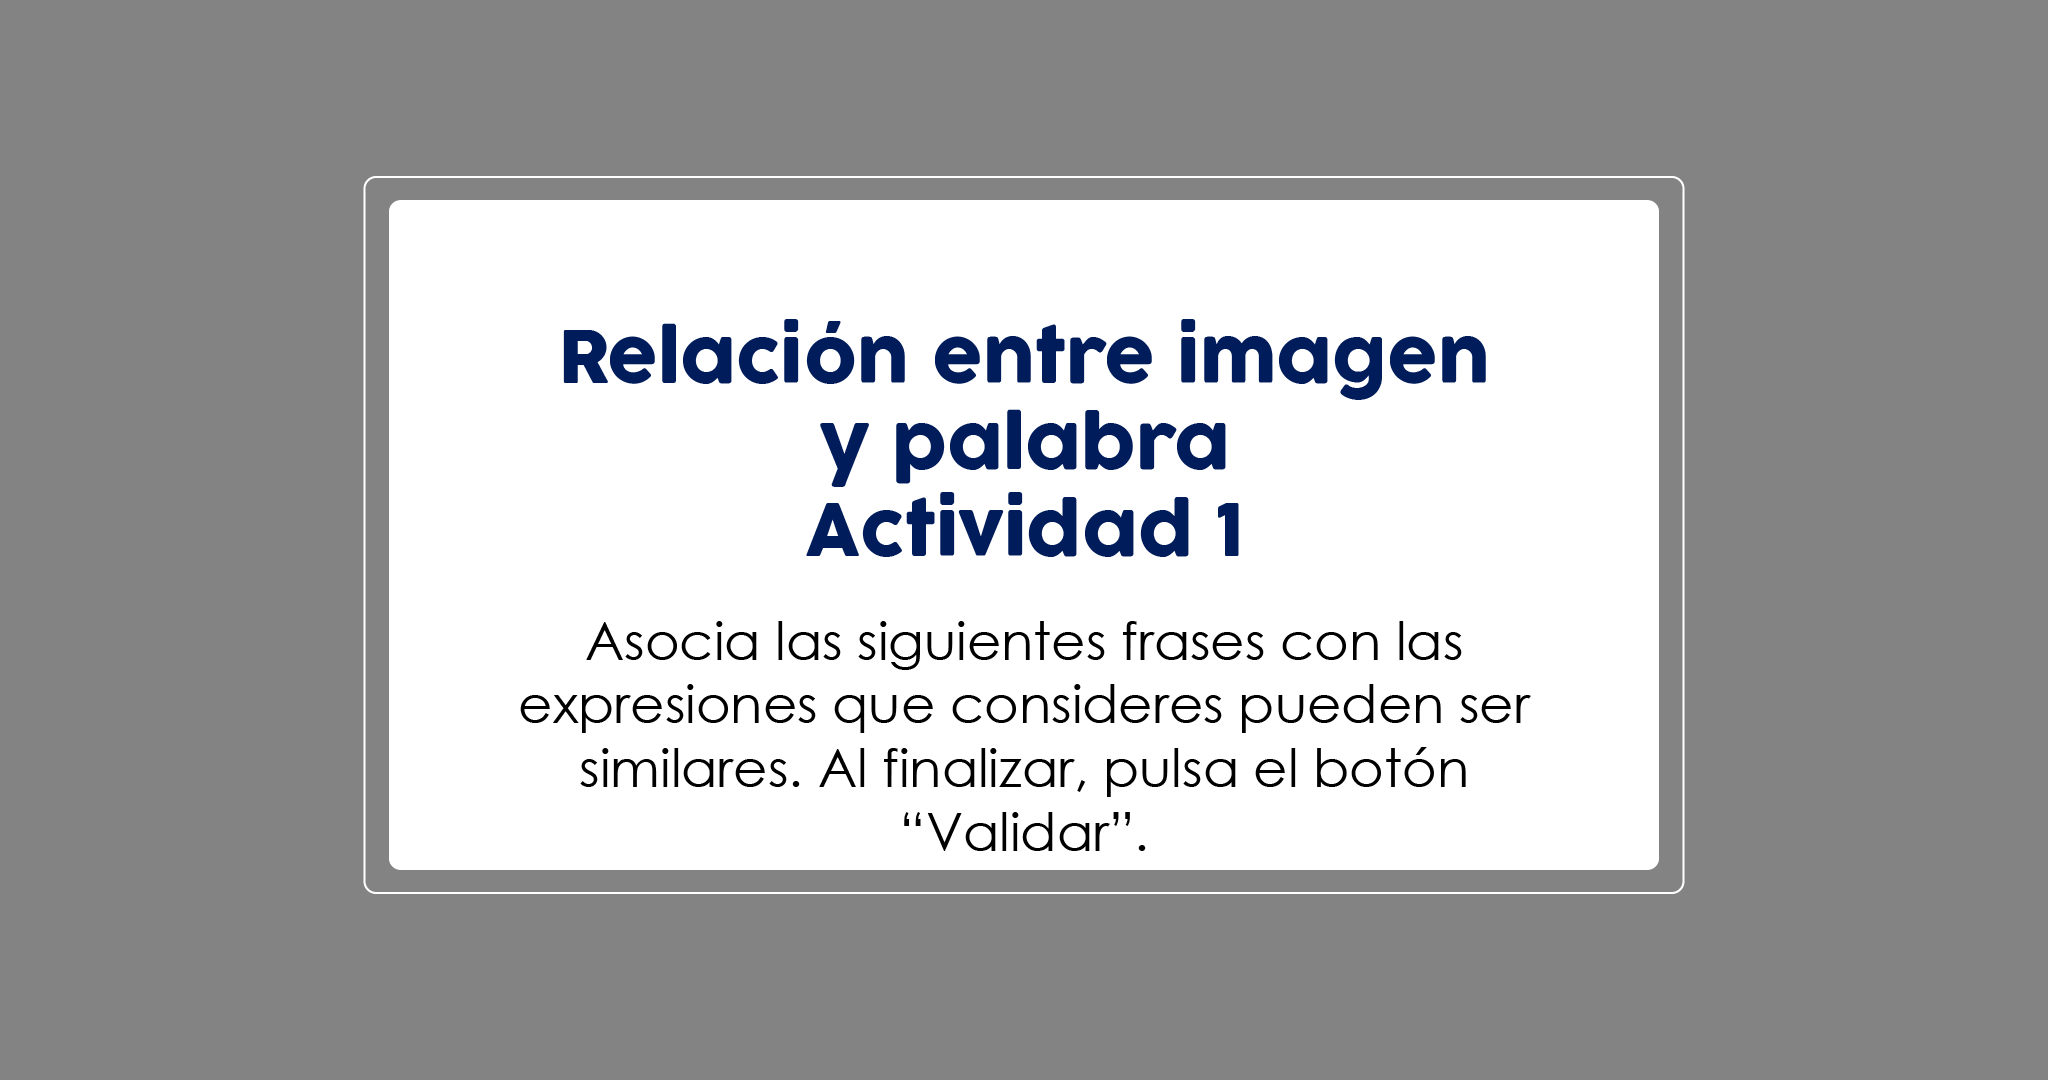 Relación entre imagen
y palabra
Actividad 1
Asocia las siguientes frases con las
expresiones que consideres pueden ser
similares. Al finalizar, pulsa el botón
“Validar”.